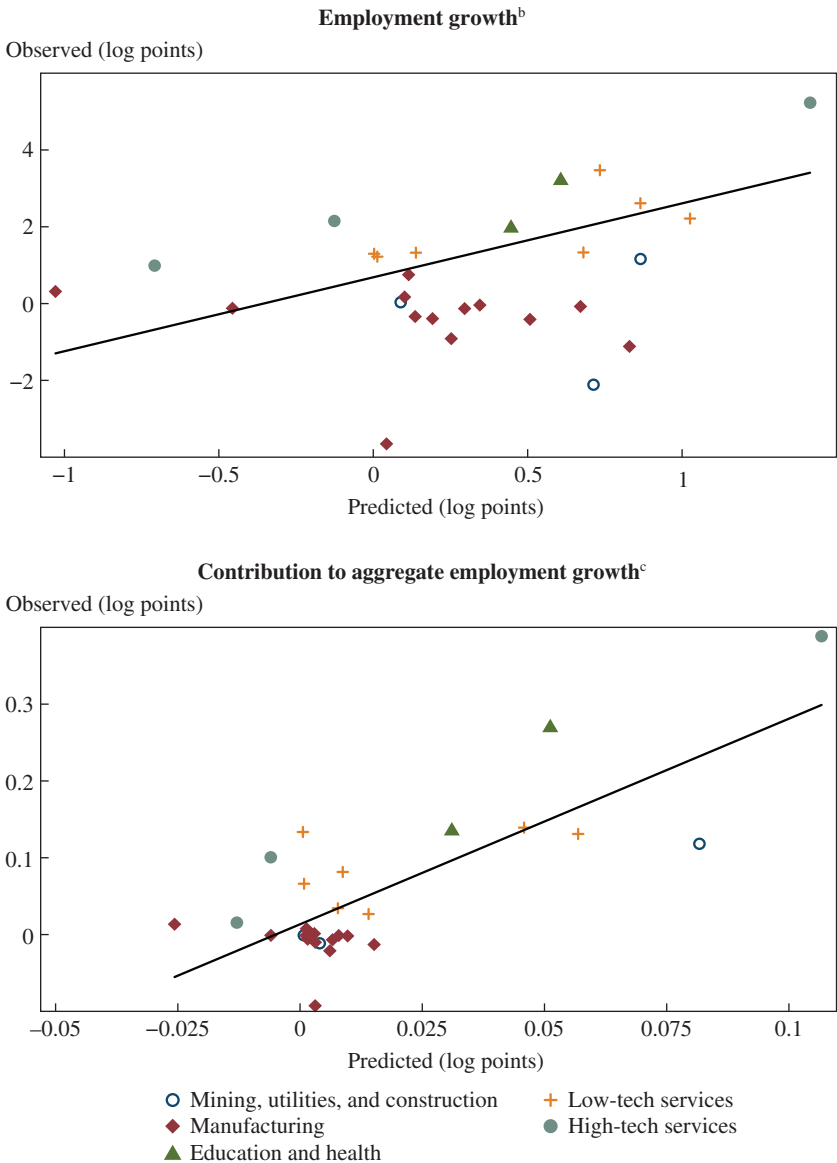 Employment growthᵇ
Observed (log points)
4
2
0
−2
−1 −0.5 0 0.5 1
Predicted (log points)
Contribution to aggregate employment growthᶜ
Observed (log points)
0.3
0.2
0.1
0
−0.05 −0.025 0 0.025 0.05 0.075 0.1
Predicted (log points)
Mining, utilities, and construction Low-tech services
Manufacturing High-tech services
Education and health